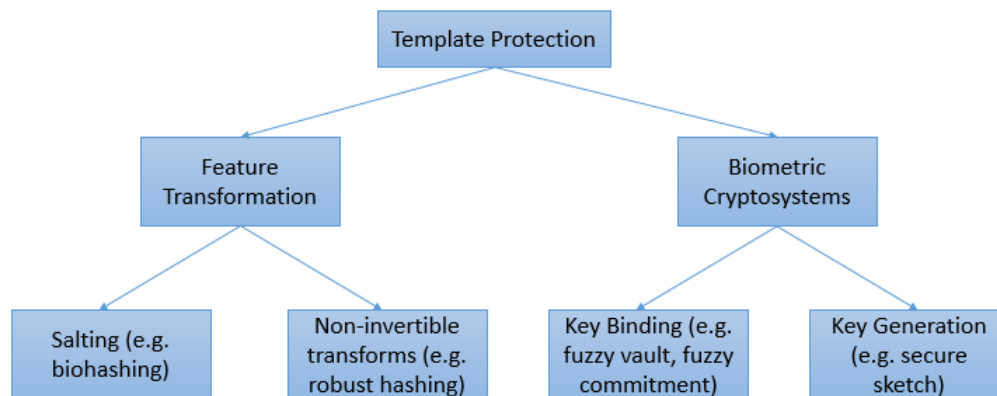 Template Protection
Feature
Transformation
Biometric
Cryptosystems
Salting (e.g.
biohashing)
Non-invertible
transforms (e.g.
robust hashing)
Key Binding (e.g.
fuzzy vault, fuzzy
commitment)
Key Generation
(e.g. secure
sketch)